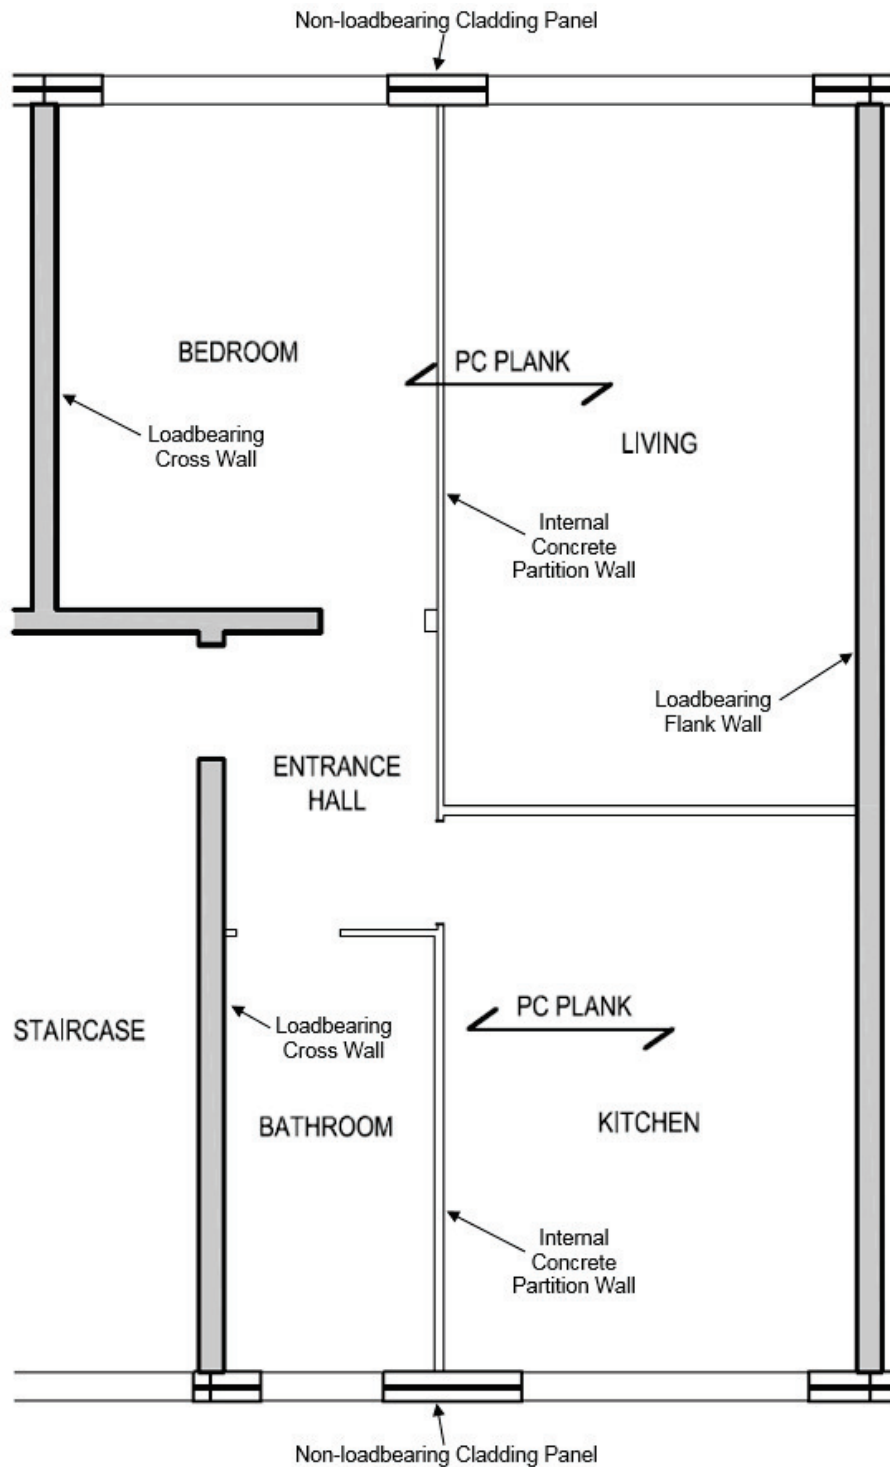 Non-loadbearing Cladding Panel
BEDROOM
PC PLANK
Loadbearing
Cross Wall
LIVING
Internal
Concrete
Partition Wall
Loadbearing
Flank Wall
ENTRANCE
HALL
STAIRCASE
Loadbearing
Cross Wall
PC PLANK
BATHROOM
KITCHEN
Internal
Concrete
Partition Wall
Non-loadbearing Cladding Panel